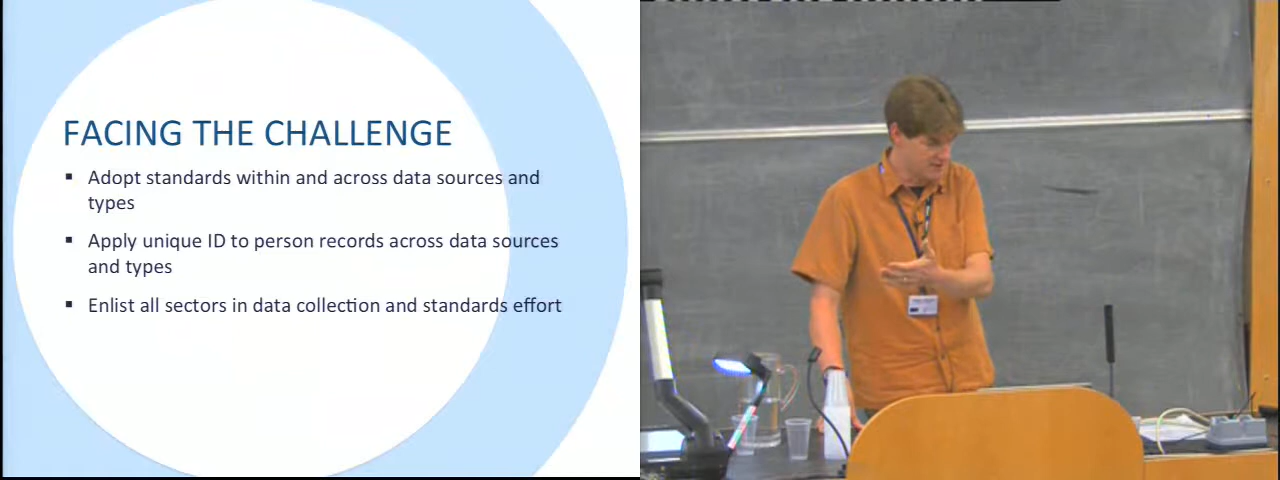 FACING THE CHALLENGE
▪ Adopt standards within and across data sources and
types
▪ Apply unique ID to person records across data sources
and types
▪ Enlist all sectors in data collection and standards effort